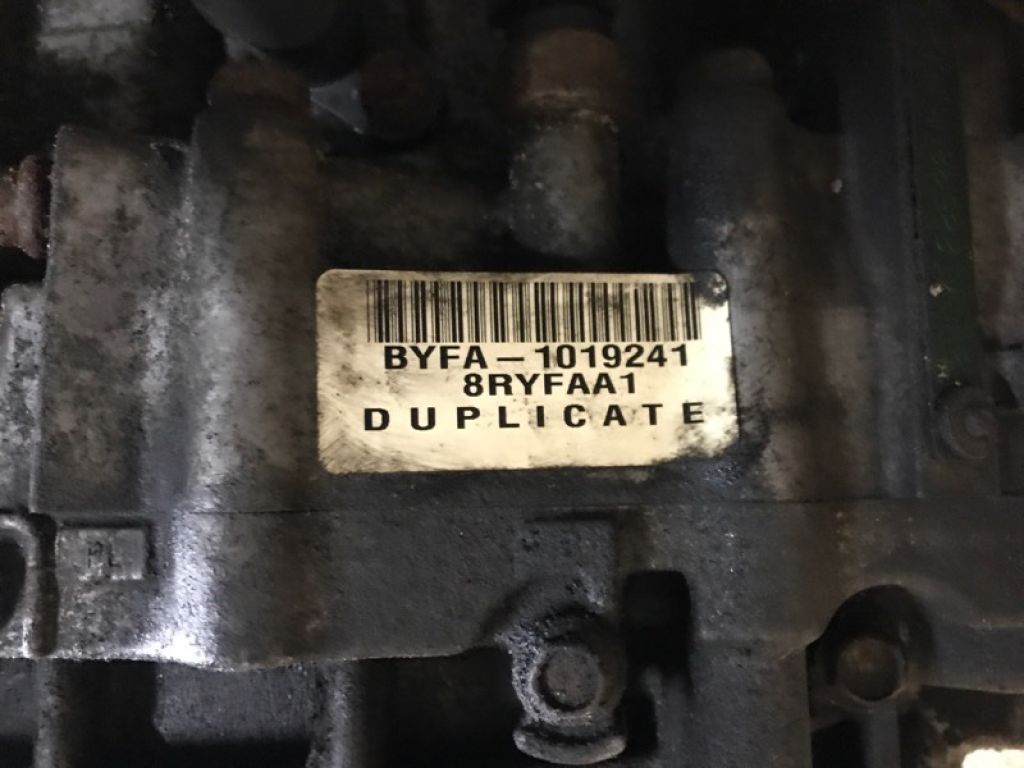 BYFA-1019241
8RYFAA1
DUPLICATE